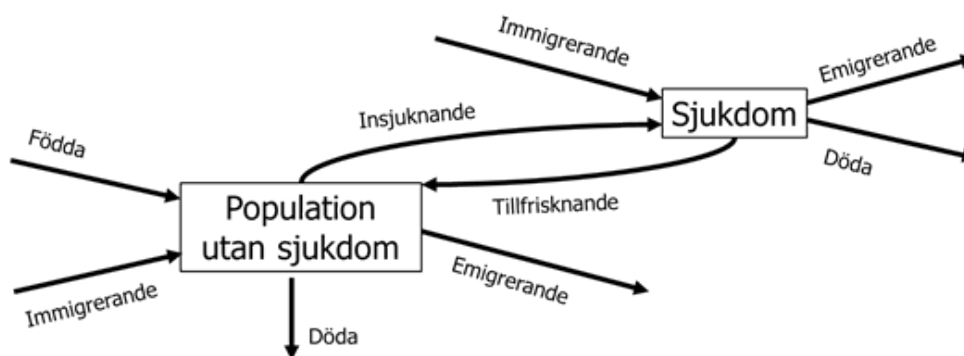 Immigrerande
Emigrerande
Sjukdom
Insjuknande
Födda
Döda
Tillfrisknande
Population
utan sjukdom
Emigrerande
Immigrerande
Döda